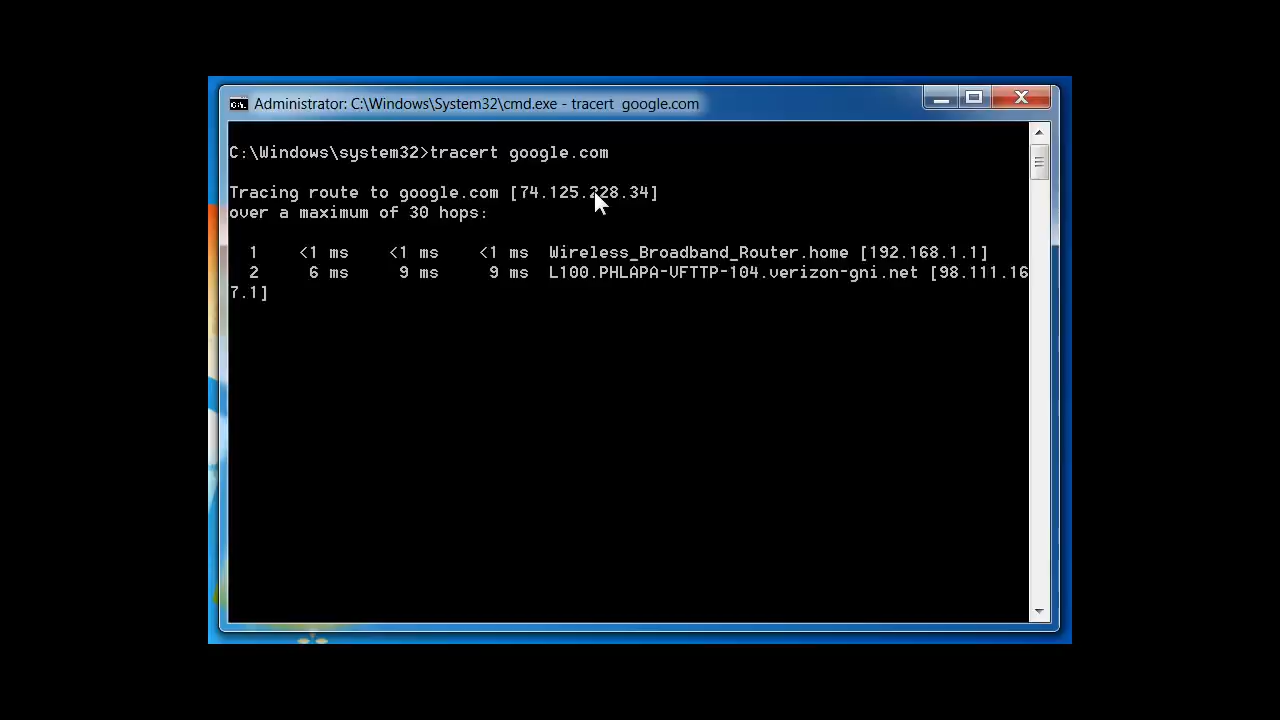 Administrator: C:\Windows\System32\cmd.exe - tracert  google.com
C:\Windows\system32>tracert google.com
Tracing route to google.com [74.125.228.34]
over a maximum of 30 hops:
  1    <1 ms    <1 ms    <1 ms  Wireless_Broadband_Router.home [192.168.1.1]
  2     6 ms     9 ms     9 ms  L100.PHLAPA-VFTTP-104.verizon-gni.net [98.111.16
7.1]